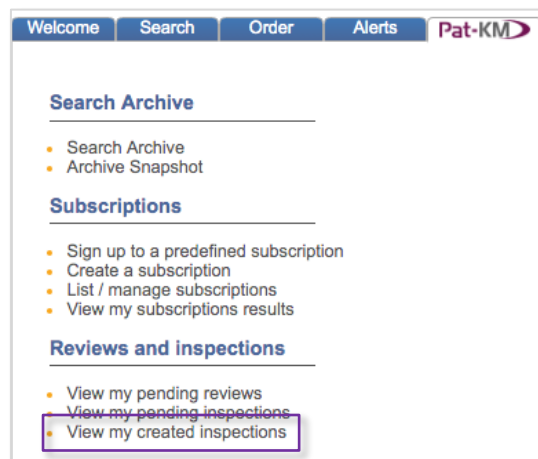 Welcome Search Order Alerts Pat-KM
Search Archive
Search Archive
Archive Snapshot
Subscriptions
Sign up to a predefined subscription
Create a subscription
List / manage subscriptions
View my subscriptions results
Reviews and inspections
View my pending reviews
View my pending inspections
View my created inspections